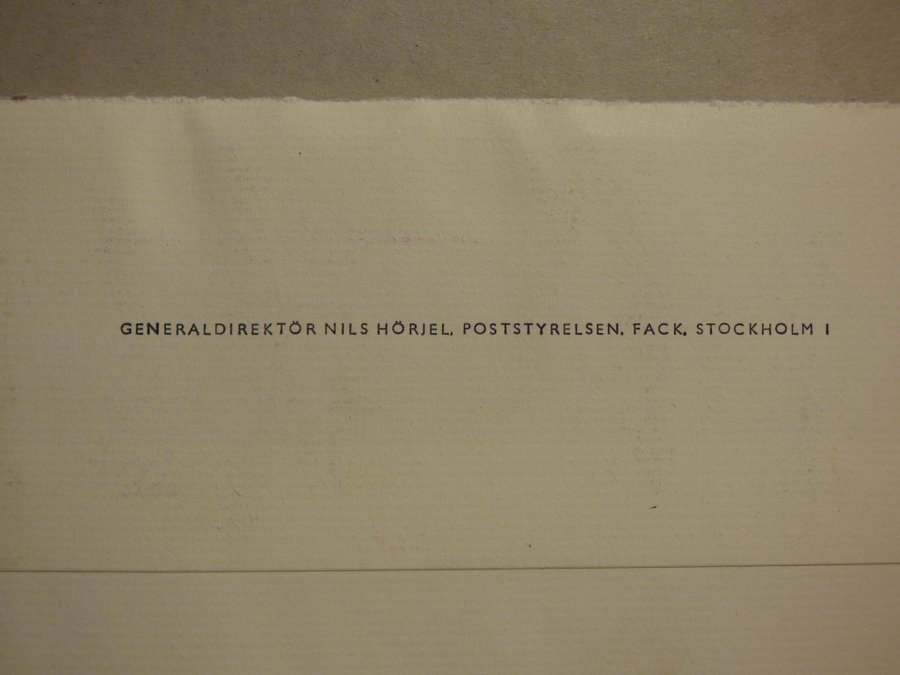 GENERALDIREKTÖR NILS HÖRJEL, POSTSTYRELSEN, FACK, STOCKHOLM 1